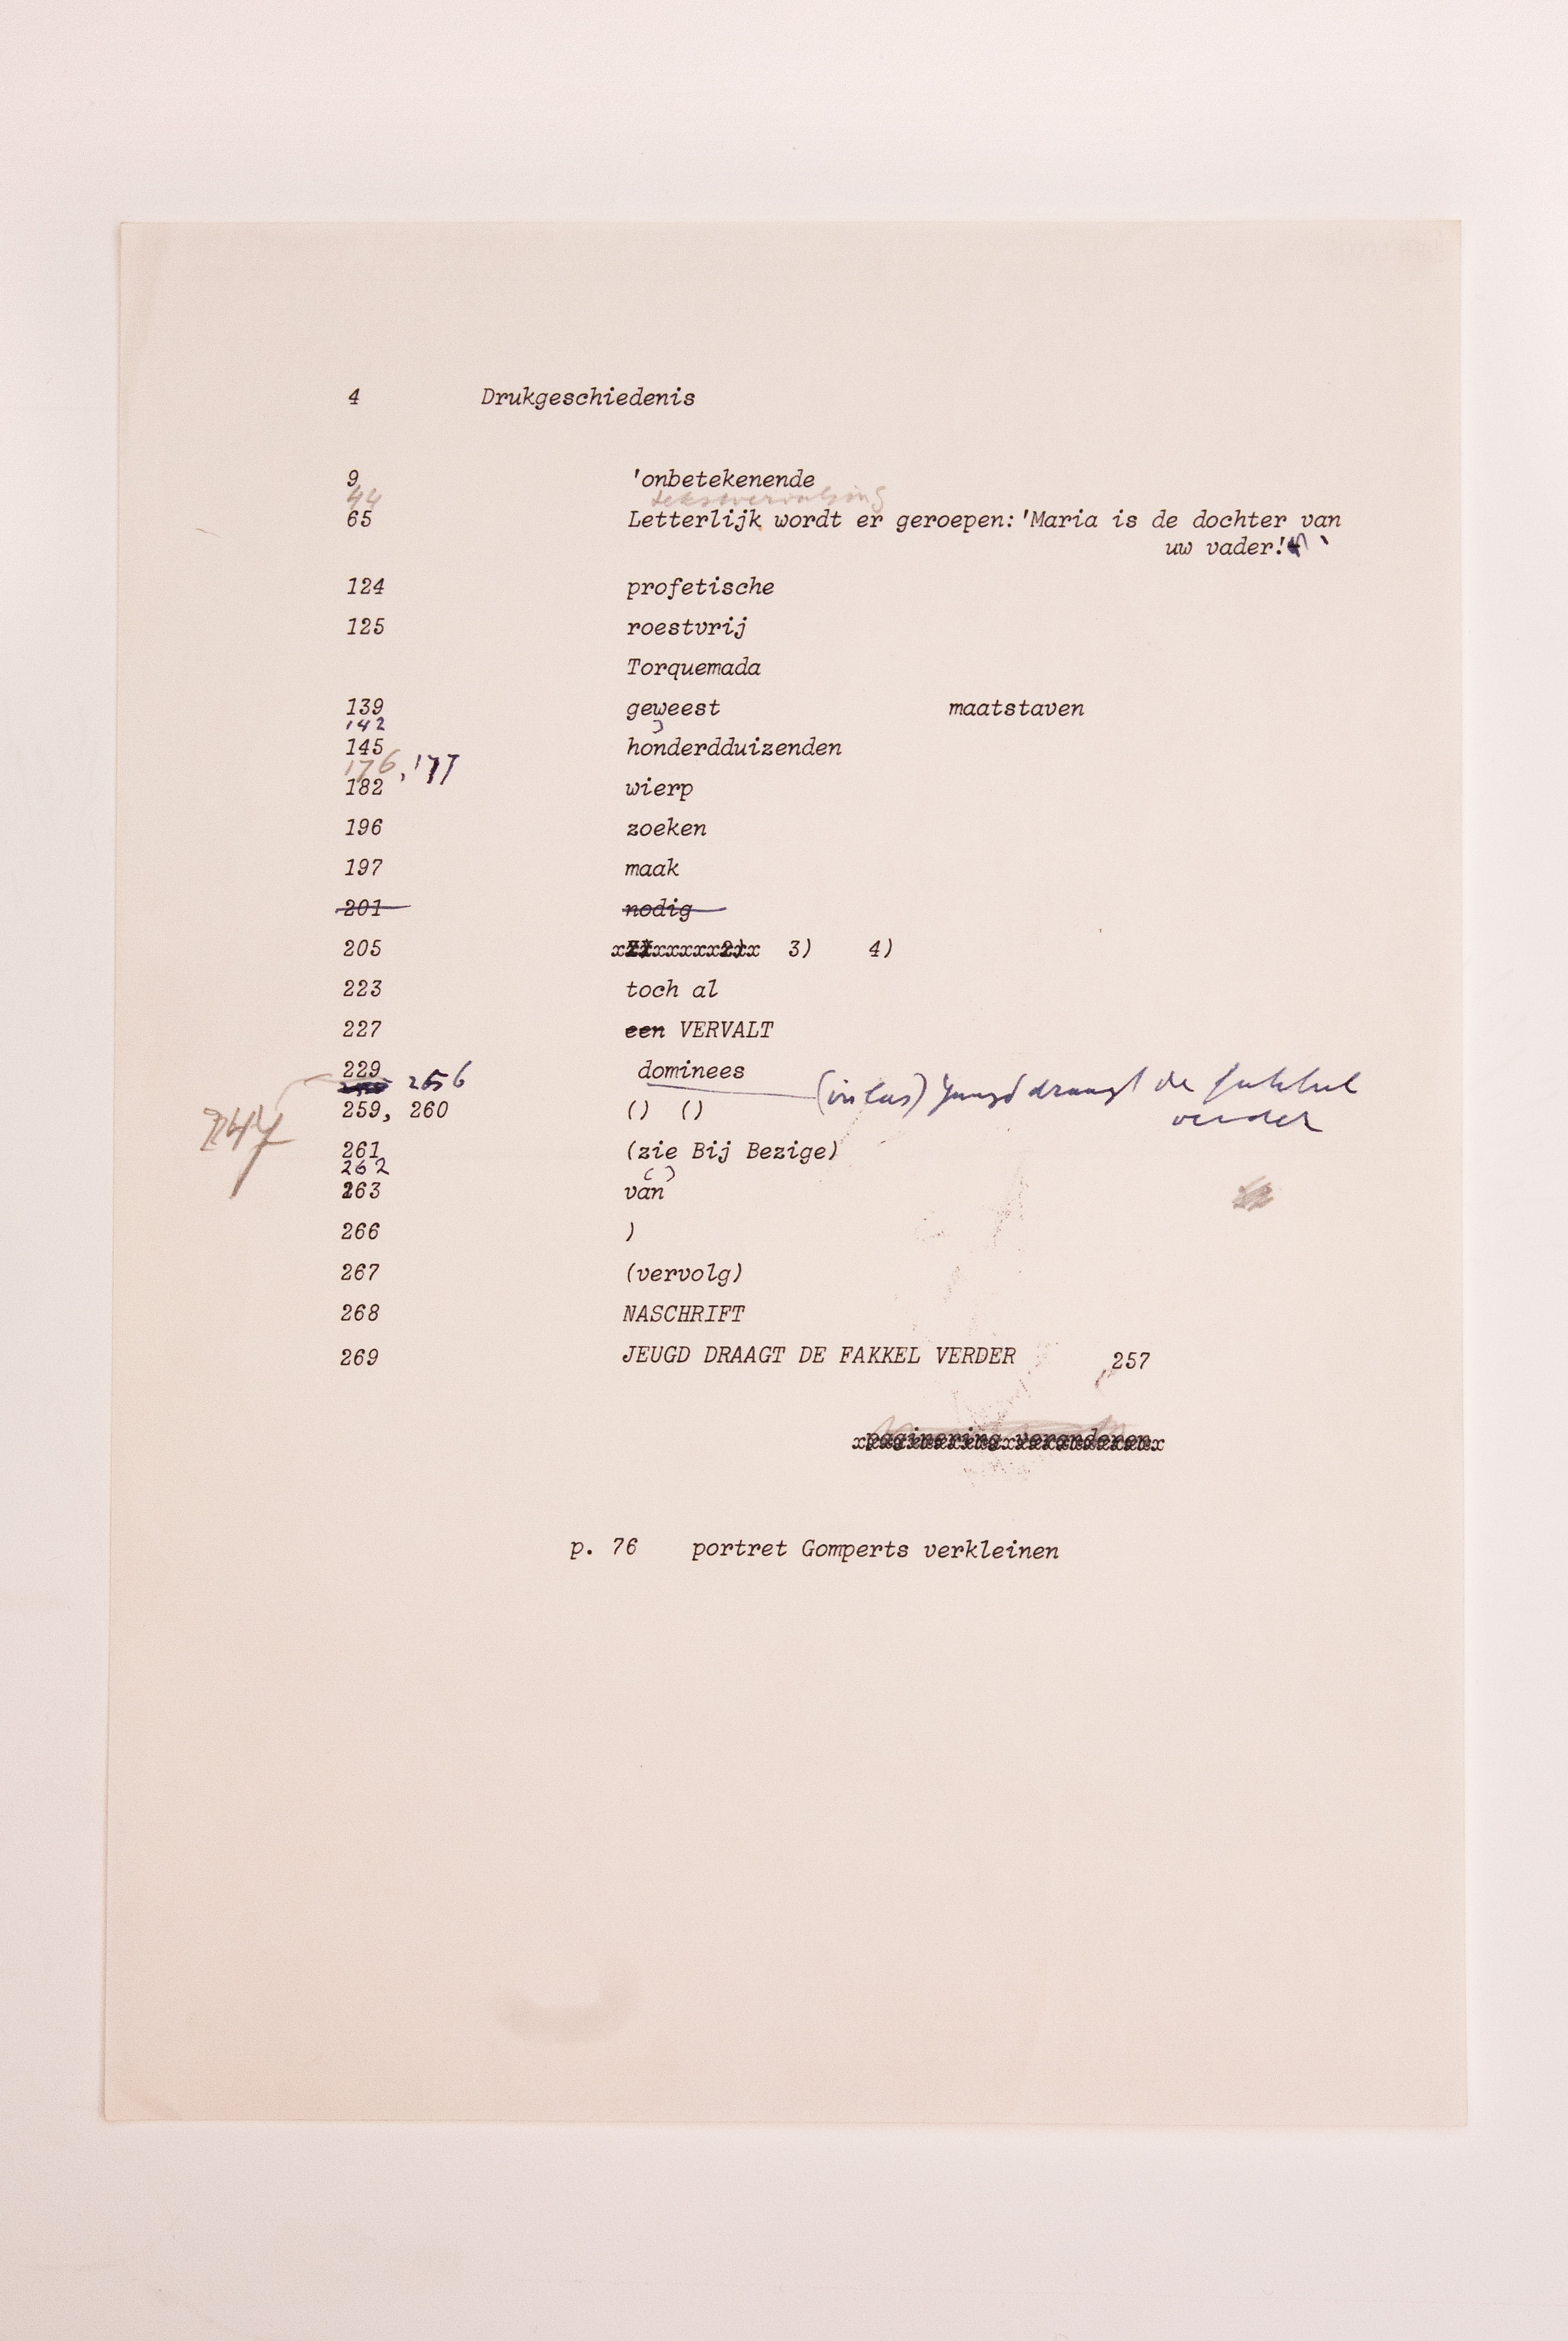 4 Drukgeschiedenis
9 'onbetekenende
44 tekstvervalsing
65 Letterlijk wordt er geroepen: 'Maria is de dochter van
uw vader!'
124 profetische
125 roestvrij
Torquemada
139 geweest maatstaven
142 )
145 honderdduizenden
176, 177
182 wierp
196 zoeken
197 maak
201 nodig
205 3) 4)
223 toch al
227 een VERVALT
229 dominees
256 (inlas) Jeugd draagt de fakkel
verder
247
259, 260 () ()
261 (zie Bij Bezige)
262 ( )
263 van
266 )
267 (vervolg)
268 NASCHRIFT
269 JEUGD DRAAGT DE FAKKEL VERDER 257
paginering veranderen
p. 76 portret Gomperts verkleinen